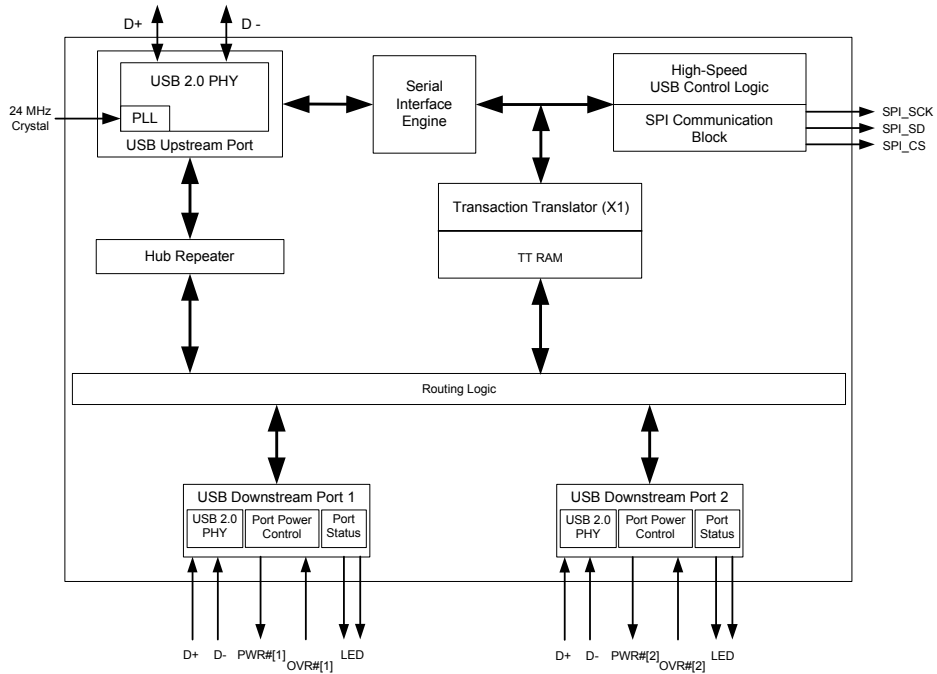 D+ D -
USB 2.0 PHY
PLL
USB Upstream Port
24 MHz
Crystal
Serial
Interface
Engine
High-Speed
USB Control Logic
SPI Communication
Block
SPI_SCK
SPI_SD
SPI_CS
Transaction Translator (X1)
TT RAM
Hub Repeater
Routing Logic
USB Downstream Port 1
USB 2.0
PHY
Port Power
Control
Port
Status
USB Downstream Port 2
USB 2.0
PHY
Port Power
Control
Port
Status
D+ D- PWR#[1] OVR#[1] LED
D+ D- PWR#[2] OVR#[2] LED